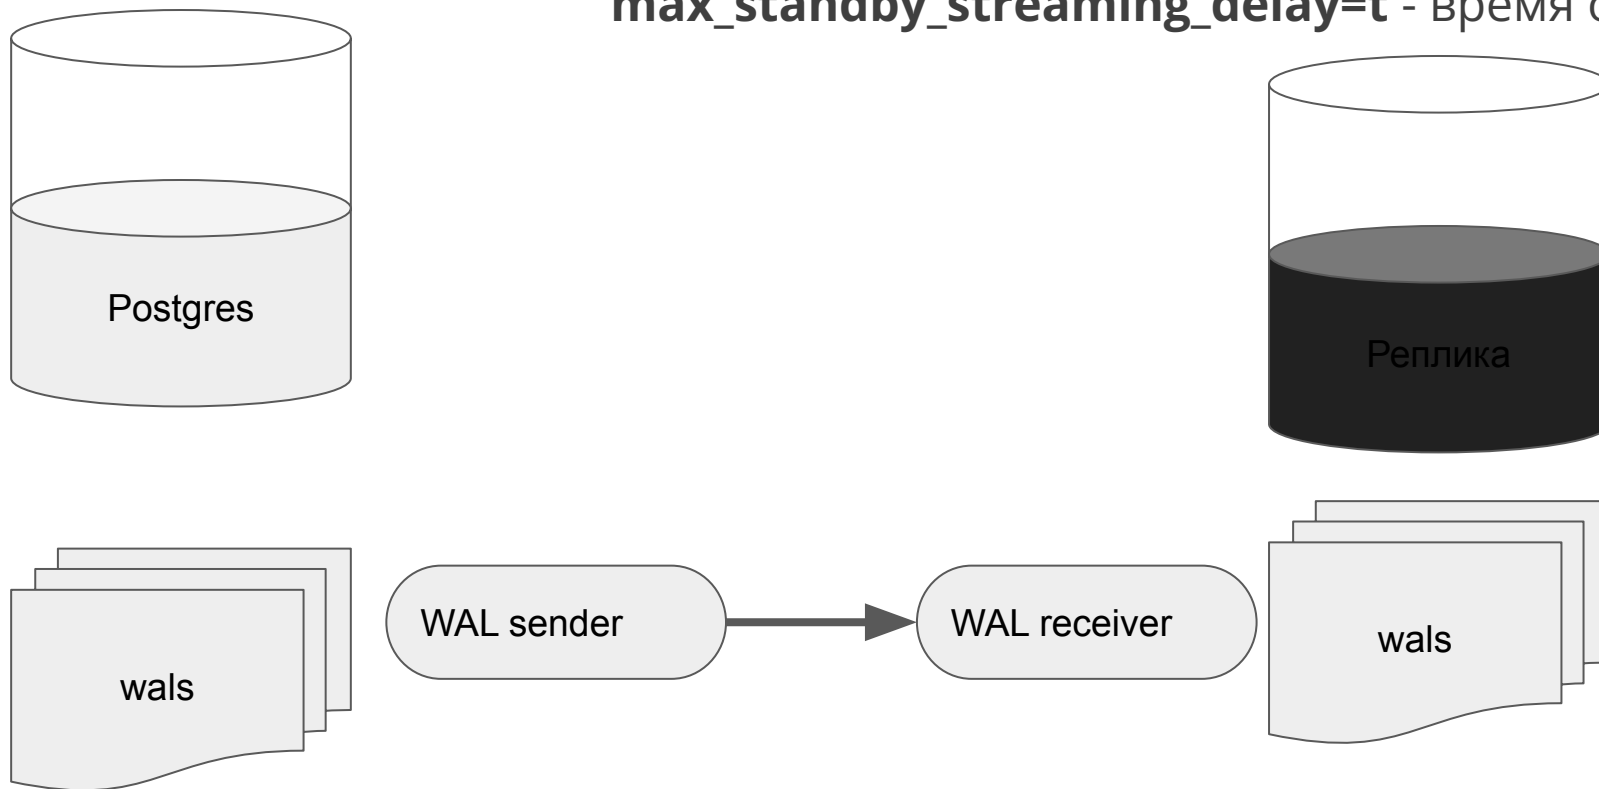 max_standby_streaming_delay=t - время
Postgres
Реплика
WAL sender
WAL receiver
wals
wals